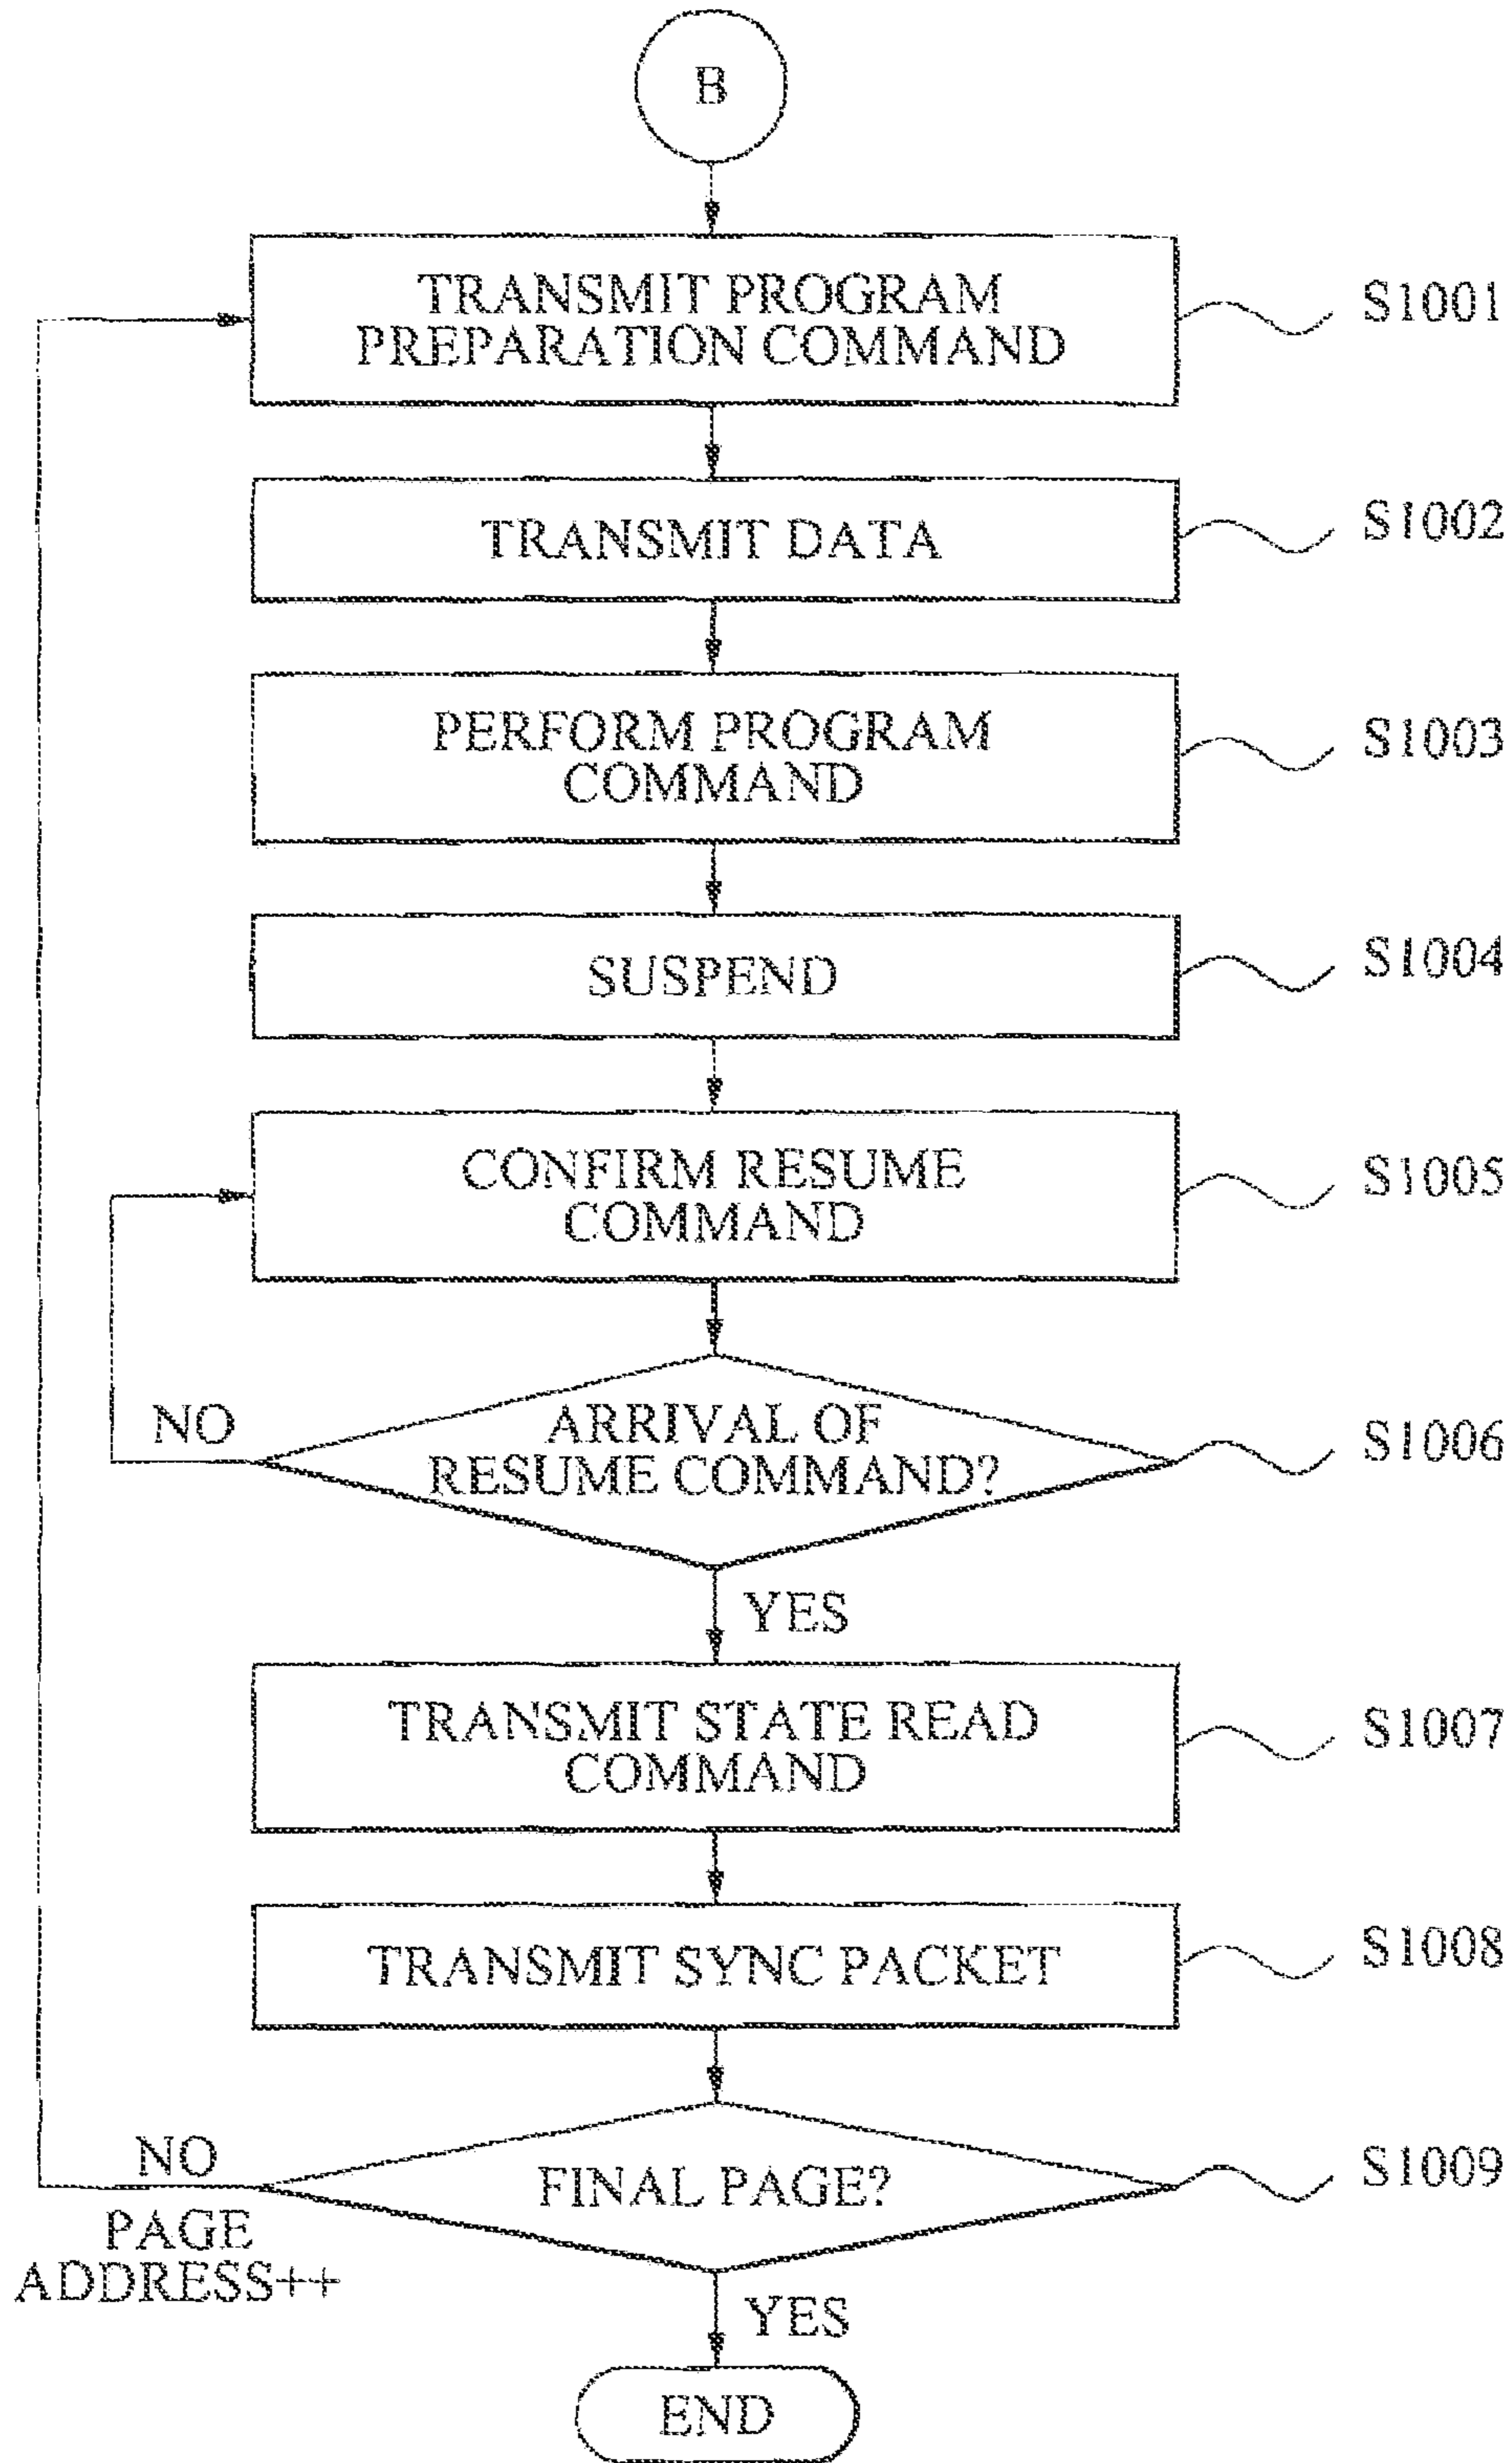 B
TRANSMIT PROGRAM
PREPARATION COMMAND
S1001
TRANSMIT DATA
S1002
PERFORM PROGRAM
COMMAND
S1003
SUSPEND
S1004
CONFIRM RESUME
COMMAND
S1005
NO
ARRIVAL OF
RESUME COMMAND?
S1006
YES
TRANSMIT STATE READ
COMMAND
S1007
TRANSMIT SYNC PACKET
S1008
NO
PAGE
ADDRESS++
FINAL PAGE?
S1009
YES
END